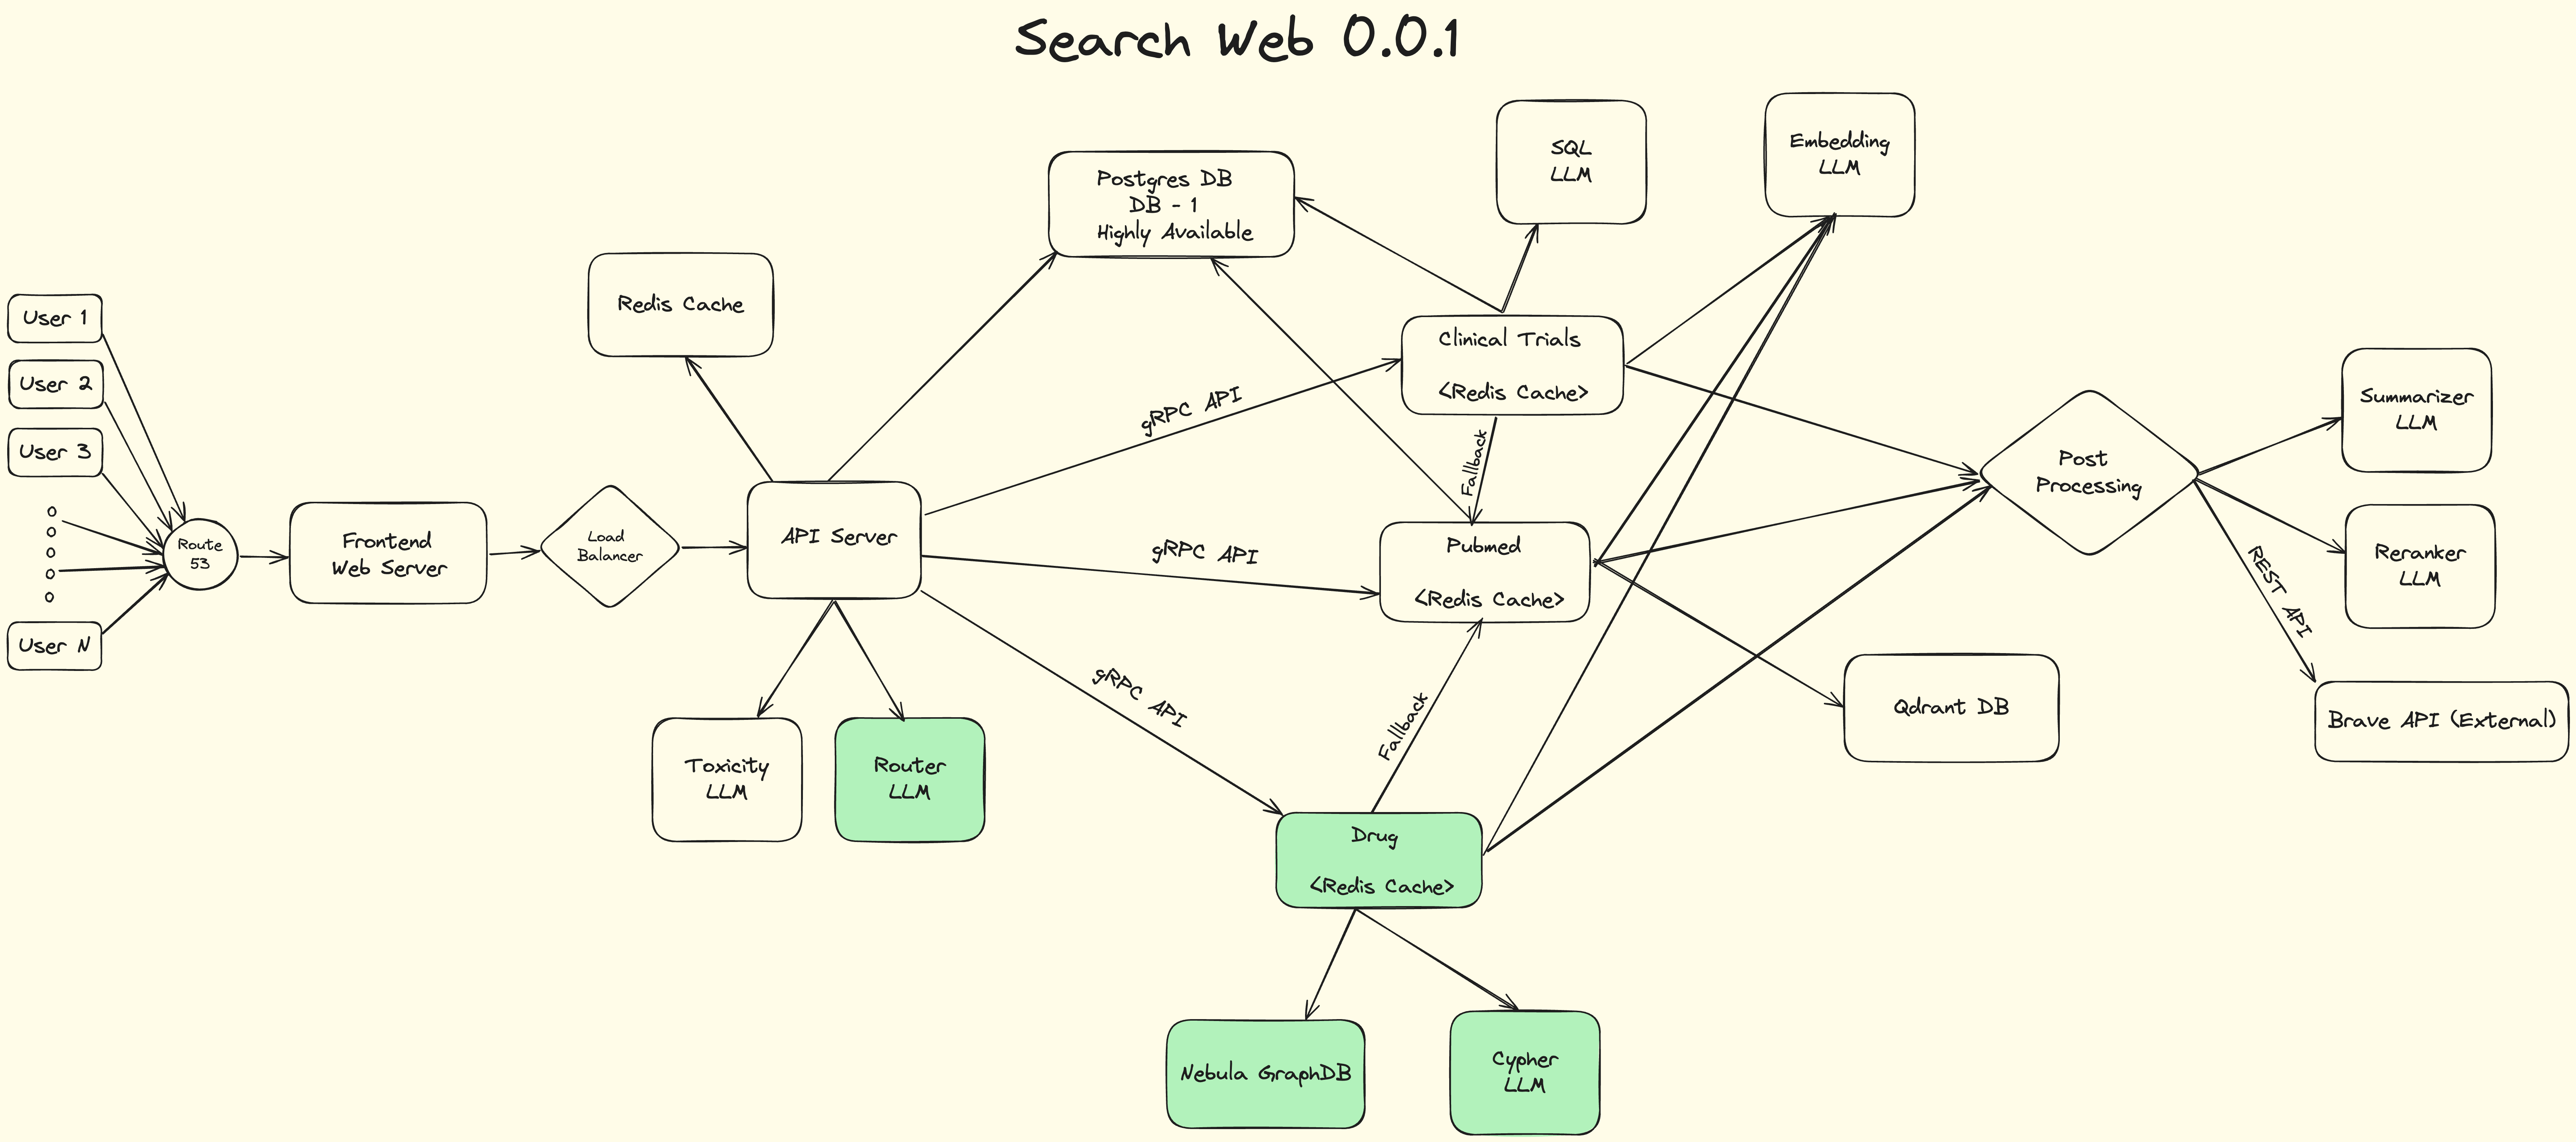 Search Web 0.0.1
User 1
User 2
User 3
User N
Route
53
Frontend
Web Server
Load
Balancer
Redis Cache
API Server
Toxicity
LLM
Router
LLM
Postgres DB
DB - 1
Highly Available
gRPC API
gRPC API
gRPC API
SQL
LLM
Embedding
LLM
Clinical Trials
<Redis Cache>
Fallback
Pubmed
<Redis Cache>
Fallback
Drug
<Redis Cache>
Nebula GraphDB
Cypher
LLM
Qdrant DB
Post
Processing
Summarizer
LLM
Reranker
LLM
REST API
Brave API (External)